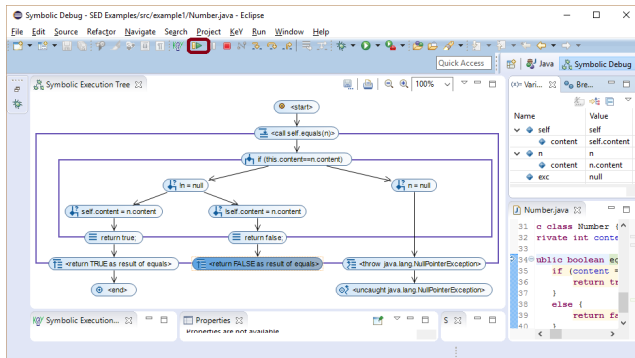 Symbolic Debug - SED Examples/src/example1/Number.java - Eclipse
File Edit Source Refactor Navigate Search Project KeY Run Window Help
Quick Access
Java
Symbolic Debug
Symbolic Execution Tree
100%
<start>
<call self.equals(n)>
if (this.content==n.content)
!n = null
n = null
self.content = n.content
!self.content = n.content
return true;
return false;
<return TRUE as result of equals>
<return FALSE as result of equals>
<throw java.lang.NullPointerException>
<end>
<uncaught java.lang.NullPointerException>
(x)= Vari...
Bre...
Name Value
self self
content self.content
n n
content n.content
exc null
Number.java
31 c class Number {
32 rivate int conte
33
34 ublic boolean eq
35 if (content =
36 return tr
37 }
38 else {
39 return fa
40 }
Symbolic Execution...
Properties
Properties are not available
S